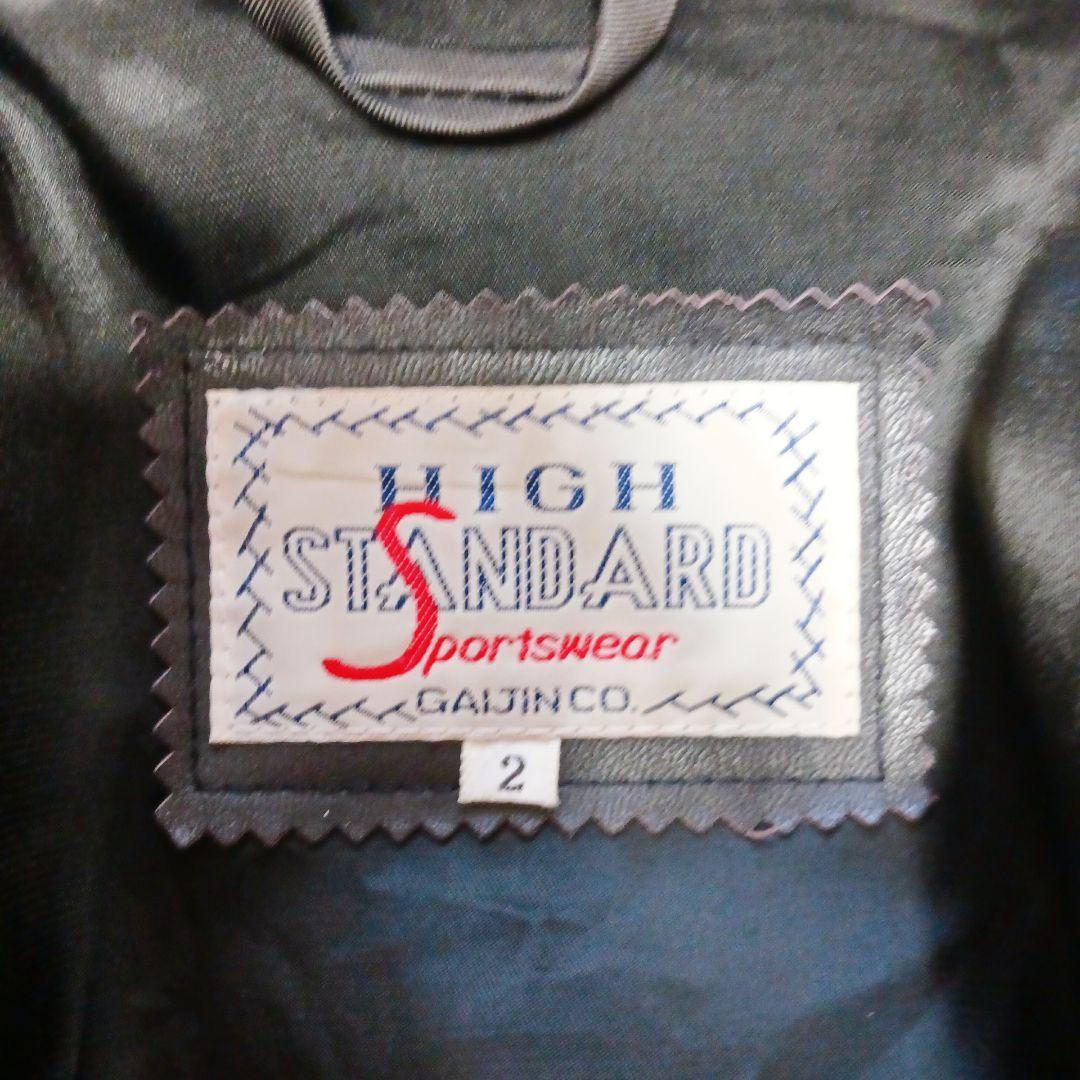 HIGH
STANDARD
Sportswear
GAIJIN CO.
2